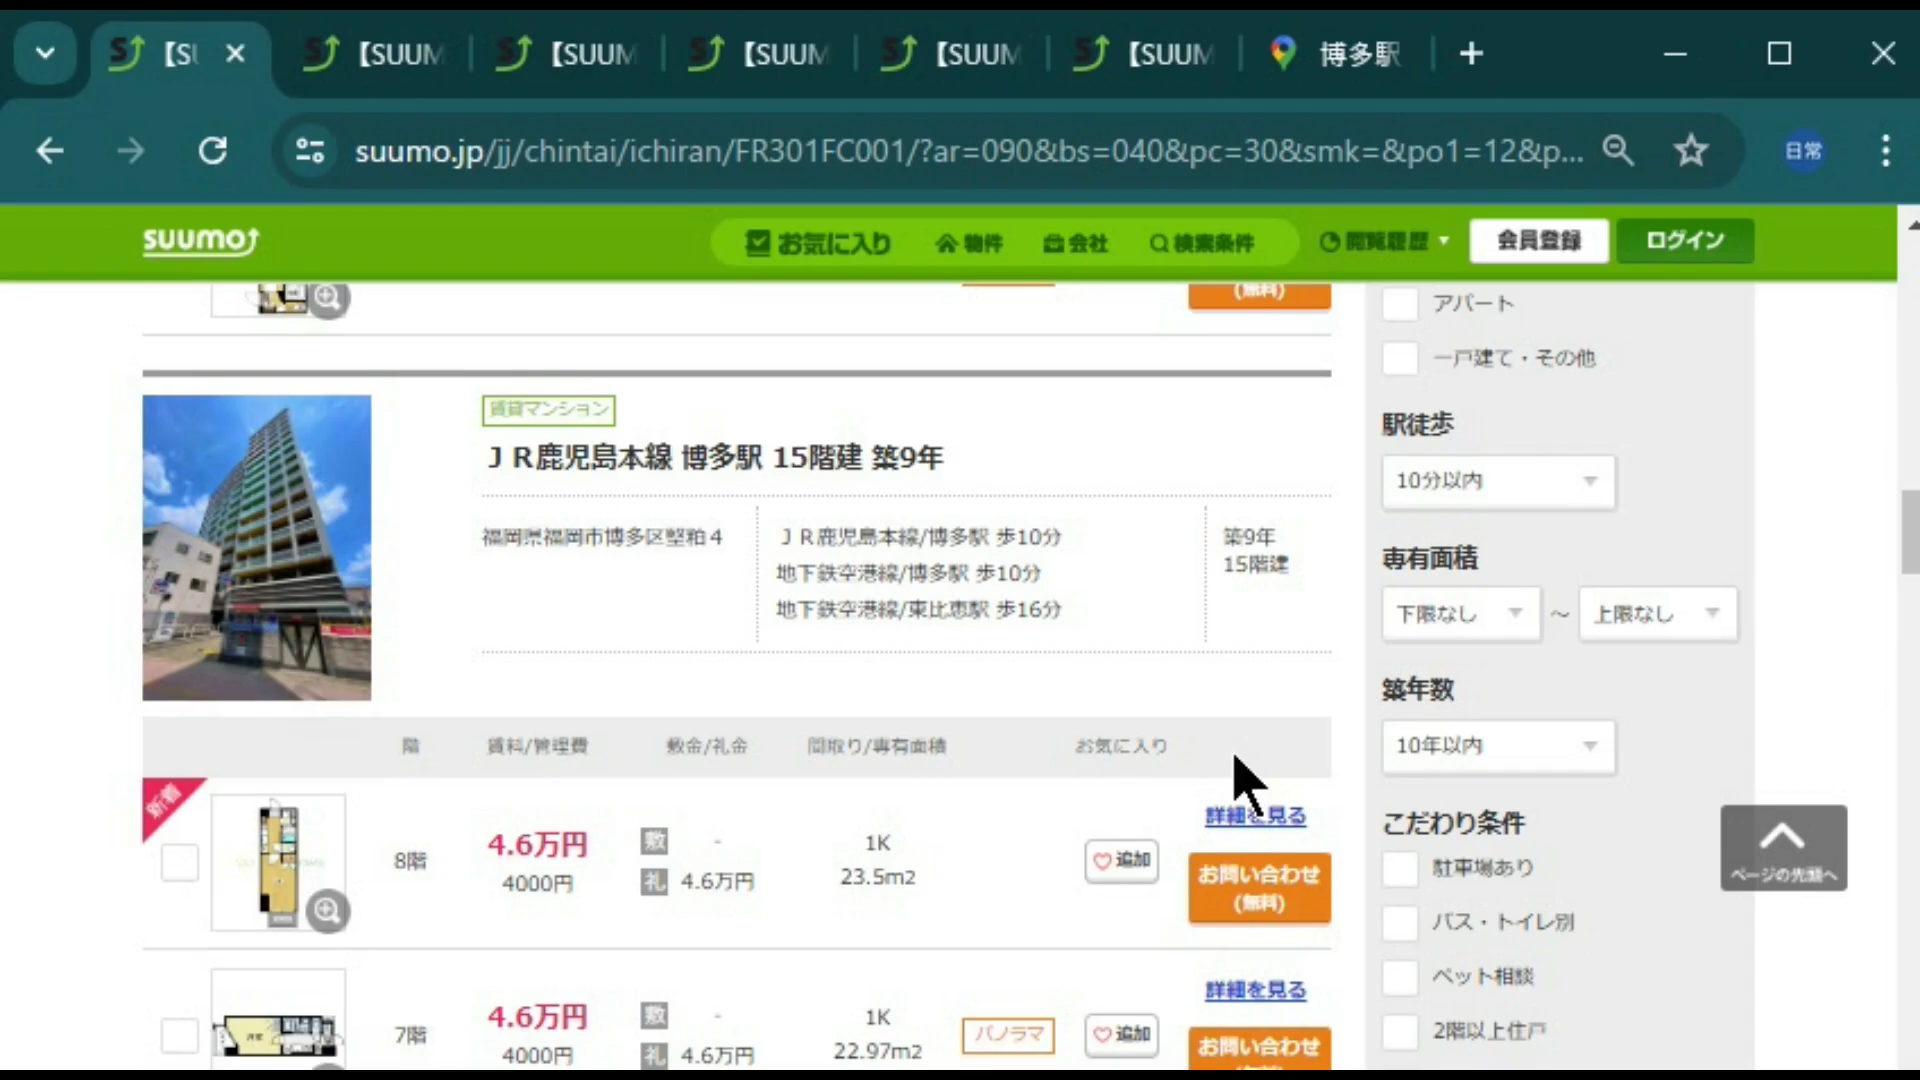 【SU
【SUUM
【SUUM
【SUUM
【SUUM
【SUUM
博多駅
suumo.jp/jj/chintai/ichiran/FR301FC001/?ar=090&bs=040&pc=30&smk=&po1=12&p...
日常
suumo
お気に入り
物件
会社
検索条件
閲覧履歴
会員登録
ログイン
(無料)
アパート
一戸建て・その他
賃貸マンション
ＪＲ鹿児島本線 博多駅 15階建 築9年
福岡県福岡市博多区堅粕４
ＪＲ鹿児島本線/博多駅 歩10分
地下鉄空港線/博多駅 歩10分
地下鉄空港線/東比恵駅 歩16分
築9年
15階建
駅徒歩
10分以内
専有面積
下限なし ～ 上限なし
築年数
10年以内
階
賃料/管理費
敷金/礼金
間取り/専有面積
お気に入り
新着
8階
4.6万円
4000円
敷 -
礼 4.6万円
1K
23.5m2
追加
詳細を見る
お問い合わせ
(無料)
7階
4.6万円
4000円
敷 -
礼 4.6万円
1K
22.97m2
パノラマ
追加
詳細を見る
お問い合わせ
こだわり条件
駐車場あり
バス・トイレ別
ペット相談
2階以上住戸
ページの先頭へ